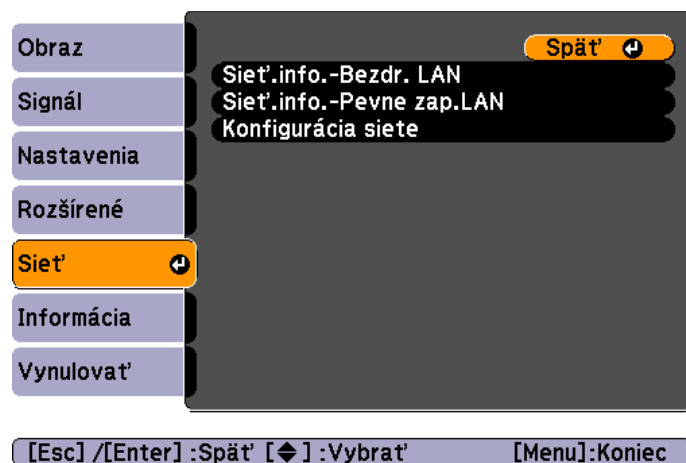 Obraz
Signál
Nastavenia
Rozšírené
Sieť
Informácia
Vynulovať
Späť
Sieť.info.-Bezdr. LAN
Sieť.info.-Pevne zap.LAN
Konfigurácia siete
[Esc] /[Enter] :Späť [◆] :Vybrať [Menu]:Koniec